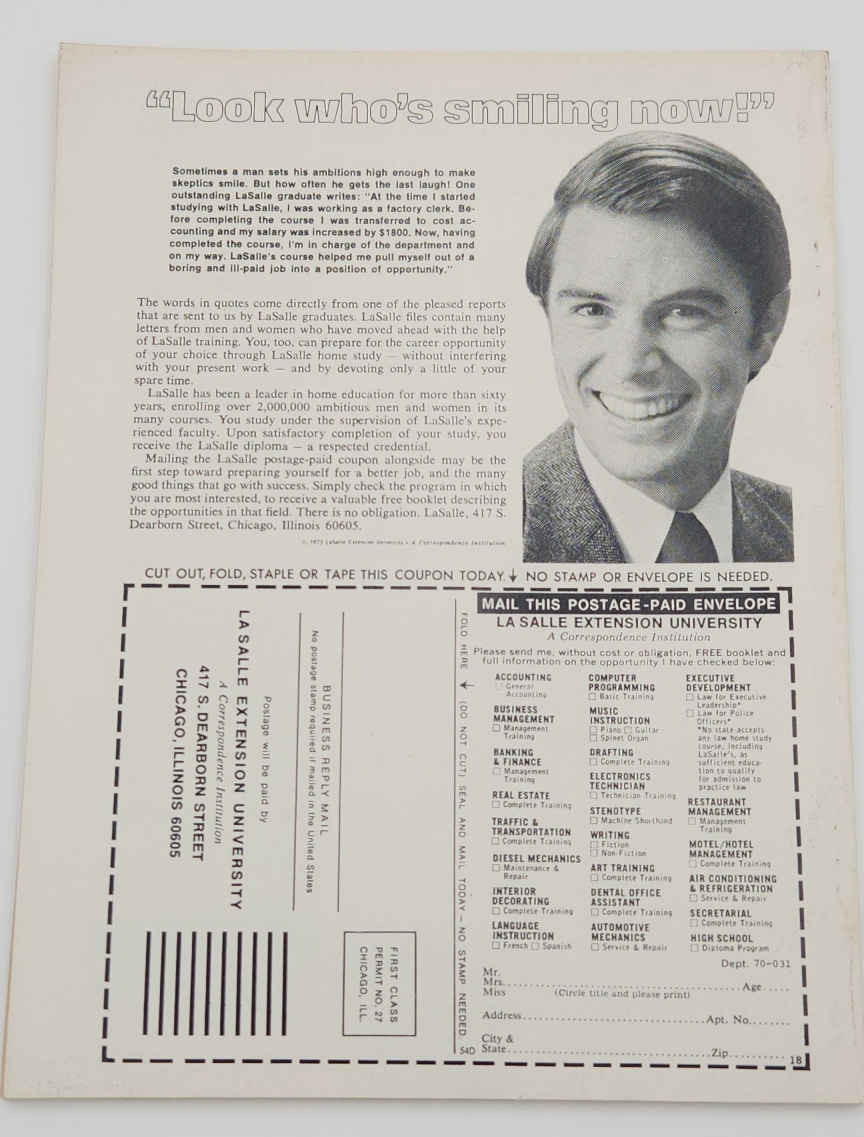 “Look who's smiling now!”
Sometimes a man sets his ambitions high enough to make
skeptics smile. But how often he gets the last laugh! One
outstanding LaSalle graduate writes: "At the time I started
studying with LaSalle, I was working as a factory clerk. Be-
fore completing the course I was transferred to cost ac-
counting and my salary was increased by $1800. Now, having
completed the course, I'm in charge of the department and
on my way. LaSalle's course helped me pull myself out of a
boring and ill-paid job into a position of opportunity."
The words in quotes come directly from one of the pleased reports
that are sent to us by LaSalle graduates. LaSalle files contain many
letters from men and women who have moved ahead with the help
of LaSalle training. You, too, can prepare for the career opportunity
of your choice through LaSalle home study — without interfering
with your present work — and by devoting only a little of your
spare time.
LaSalle has been a leader in home education for more than sixty
years, enrolling over 2,000,000 ambitious men and women in its
many courses. You study under the supervision of LaSalle's expe-
rienced faculty. Upon satisfactory completion of your study, you
receive the LaSalle diploma — a respected credential.
Mailing the LaSalle postage-paid coupon alongside may be the
first step toward preparing yourself for a better job, and the many
good things that go with success. Simply check the program in which
you are most interested, to receive a valuable free booklet describing
the opportunities in that field. There is no obligation. LaSalle, 417 S.
Dearborn Street, Chicago, Illinois 60605.
© 1973 LaSalle Extension University • A Correspondence Institution
CUT OUT, FOLD, STAPLE OR TAPE THIS COUPON TODAY. NO STAMP OR ENVELOPE IS NEEDED.
FIRST CLASS
PERMIT NO. 27
CHICAGO, ILL.
BUSINESS REPLY MAIL
No postage stamp required if mailed in the United States
Postage will be paid by
LA SALLE EXTENSION UNIVERSITY
A Correspondence Institution
417 S. DEARBORN STREET
CHICAGO, ILLINOIS 60605
FOLD HERE (DO NOT CUT) SEAL AND MAIL TODAY — NO STAMP NEEDED
MAIL THIS POSTAGE-PAID ENVELOPE
LA SALLE EXTENSION UNIVERSITY
A Correspondence Institution
Please send me, without cost or obligation, FREE booklet and
full information on the opportunity I have checked below:
ACCOUNTING
General
Accounting
BUSINESS
MANAGEMENT
Management
Training
BANKING
& FINANCE
Management
Training
REAL ESTATE
Complete Training
TRAFFIC &
TRANSPORTATION
Complete Training
DIESEL MECHANICS
Maintenance &
Repair
INTERIOR
DECORATING
Complete Training
LANGUAGE
INSTRUCTION
French Spanish
COMPUTER
PROGRAMMING
Basic Training
MUSIC
INSTRUCTION
Piano Guitar
Spinet Organ
DRAFTING
Complete Training
ELECTRONICS
TECHNICIAN
Technician Training
STENOTYPE
Machine Shorthand
WRITING
Fiction
Non-Fiction
ART TRAINING
Complete Training
DENTAL OFFICE
ASSISTANT
Complete Training
AUTOMOTIVE
MECHANICS
Service & Repair
EXECUTIVE
DEVELOPMENT
Law for Executive
Leadership*
Law for Police
Officers*
*No state accepts
any law home study
course, including
LaSalle's, as
sufficient educa-
tion to qualify
for admission to
practice law
RESTAURANT
MANAGEMENT
Management
Training
MOTEL/HOTEL
MANAGEMENT
Complete Training
AIR CONDITIONING
& REFRIGERATION
Service & Repair
SECRETARIAL
Complete Training
HIGH SCHOOL
Diploma Program
Dept. 70-031
Mr.
Mrs. Age
Miss (Circle title and please print)
Address Apt. No.
City &
State Zip
54D
18